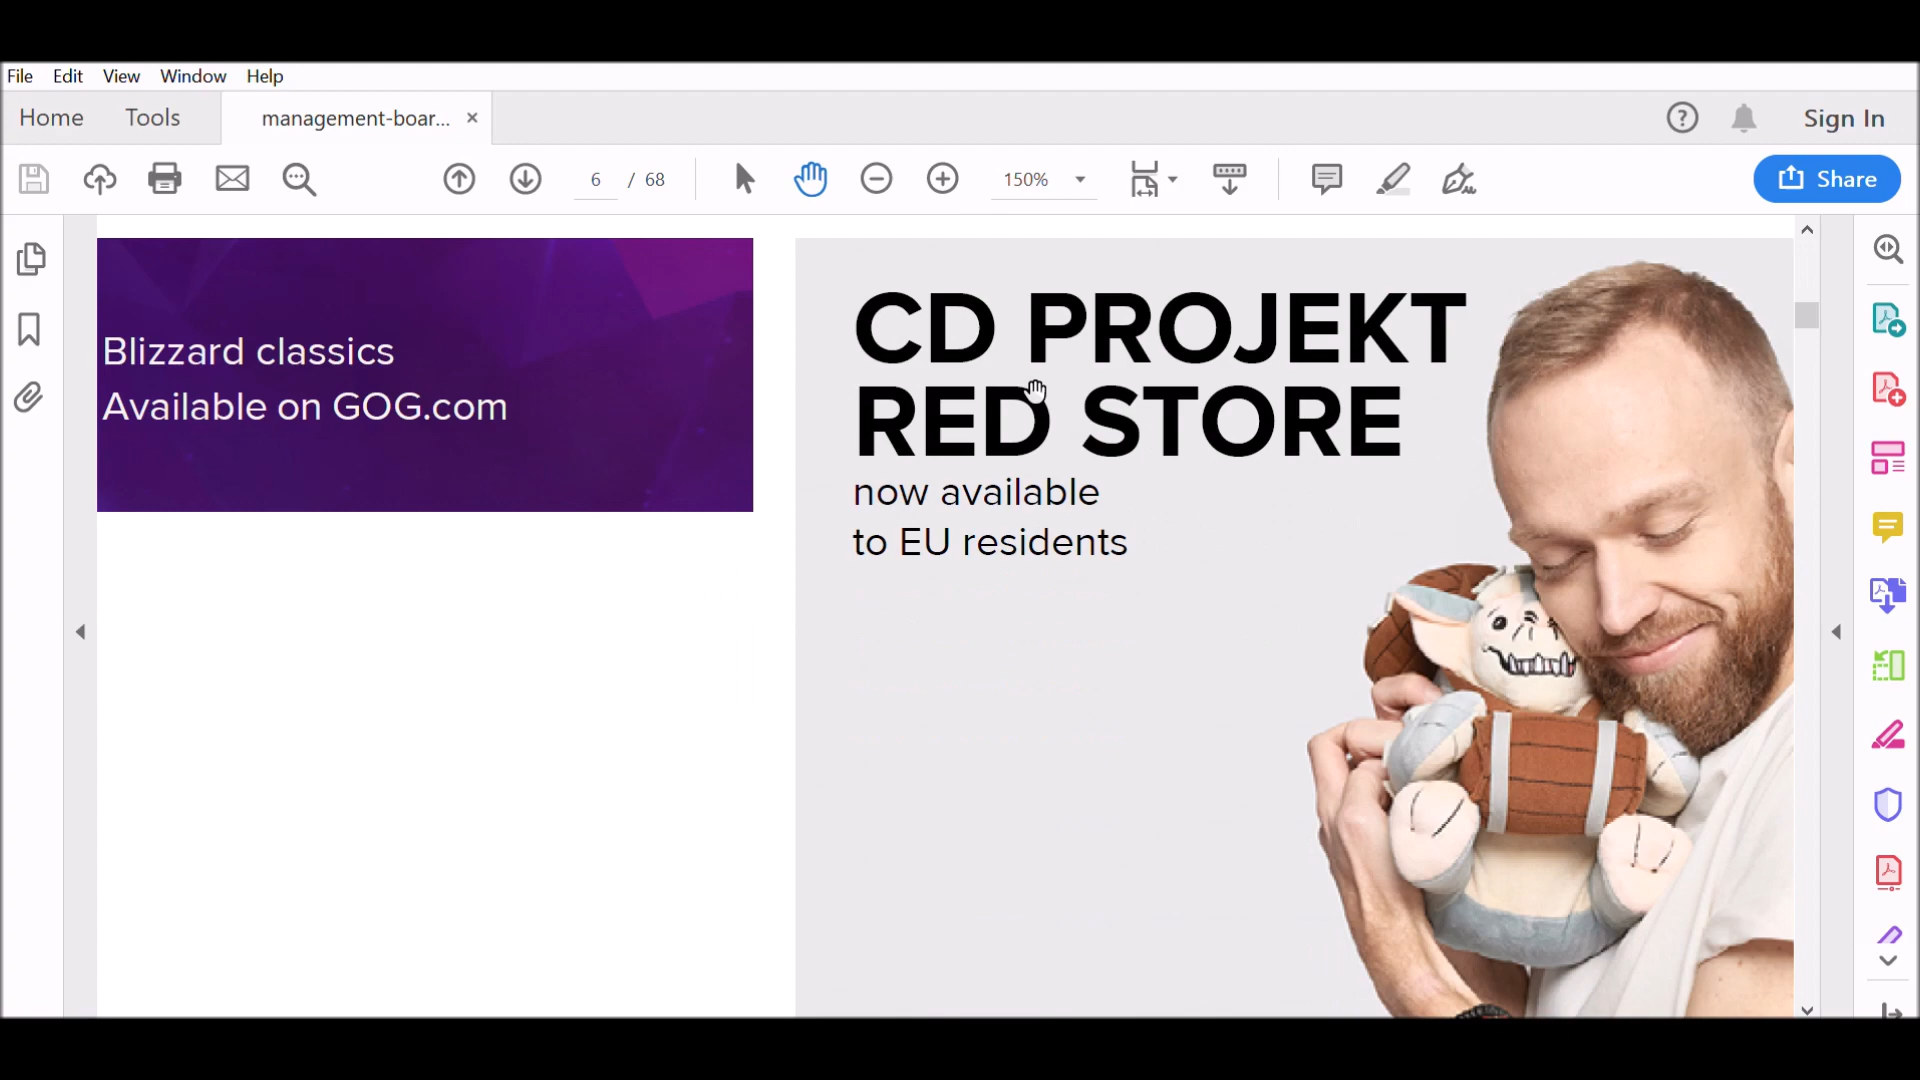 File Edit View Window Help
Home Tools management-boar... × ? Sign In
6 / 68 150% Share
Blizzard classics
Available on GOG.com
CD PROJEKT
RED STORE
now available
to EU residents